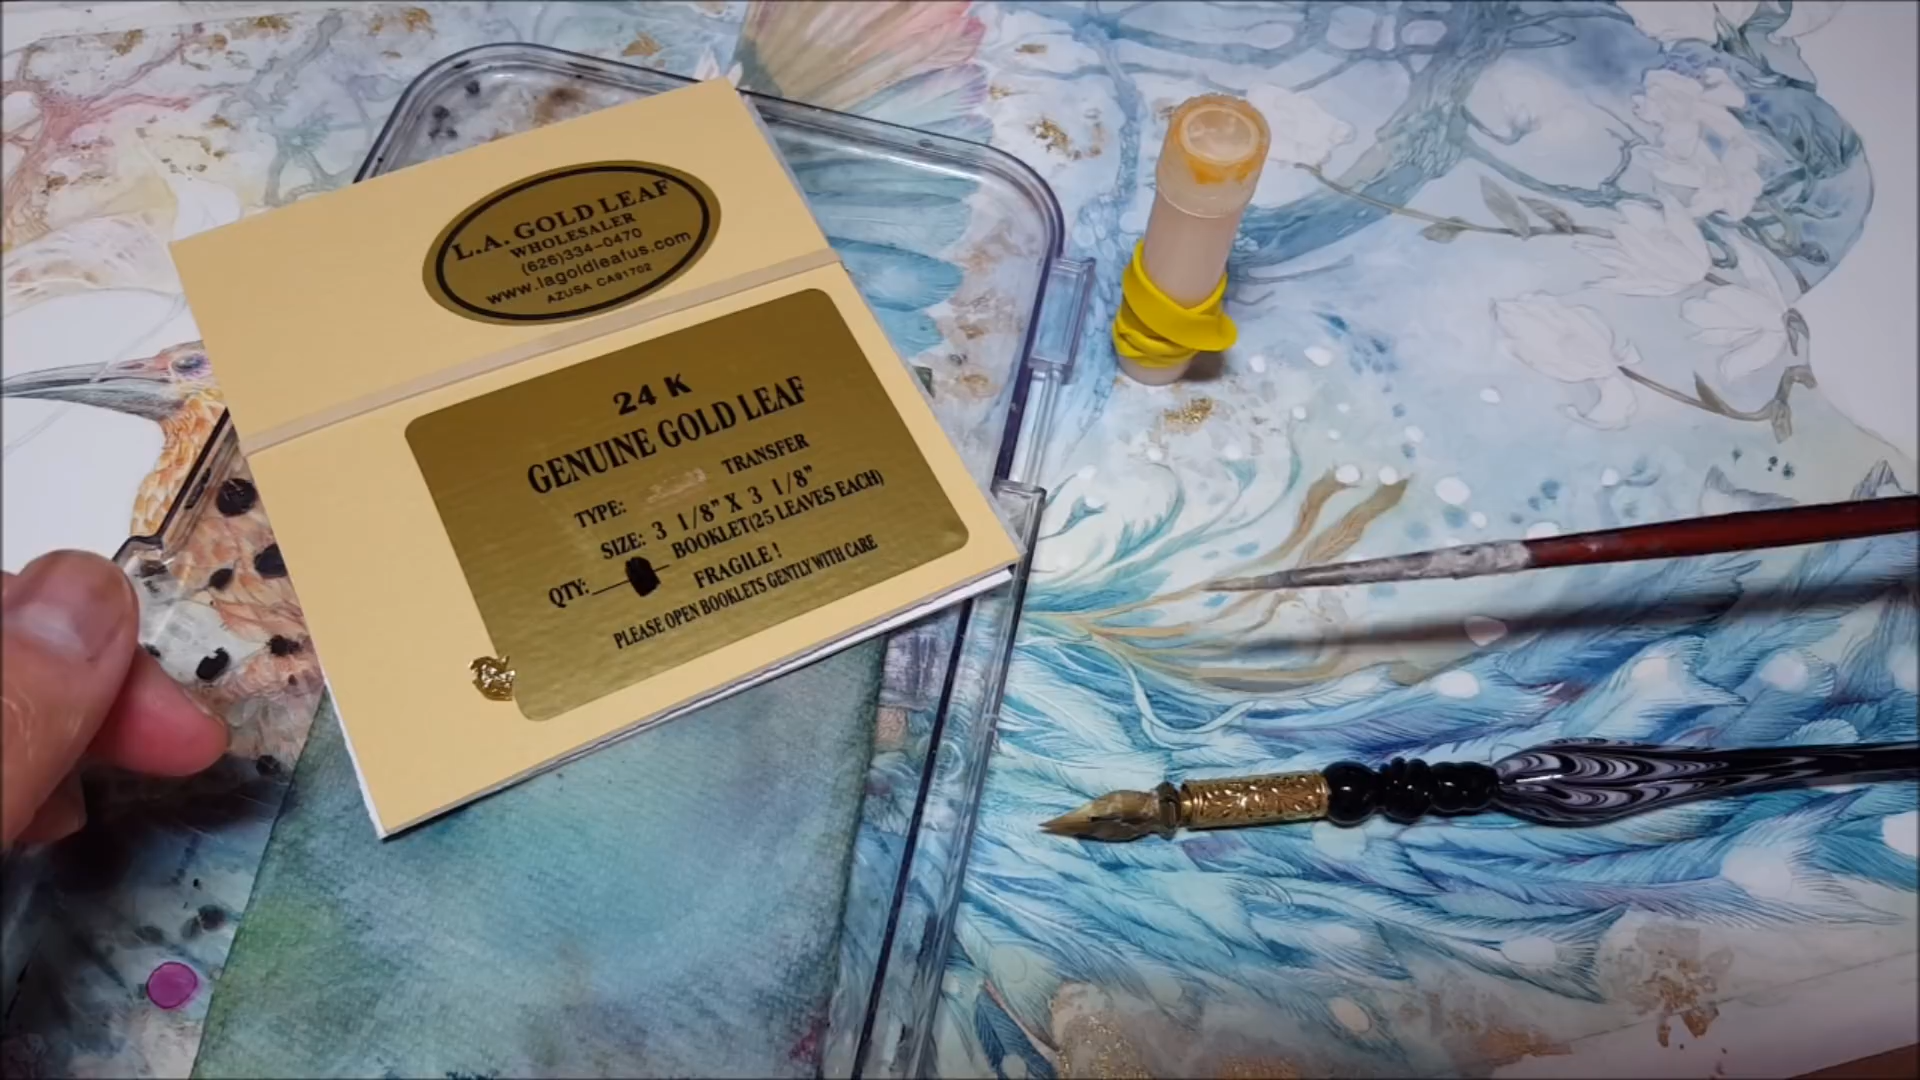 L.A. GOLD LEAF
WHOLESALER
(626)334-0470
www.lagoldleafus.com
AZUSA CA91702
24 K
GENUINE GOLD LEAF
TYPE: TRANSFER
SIZE: 3 1/8" X 3 1/8"
QTY: BOOKLET(25 LEAVES EACH)
FRAGILE!
PLEASE OPEN BOOKLETS GENTLY WITH CARE